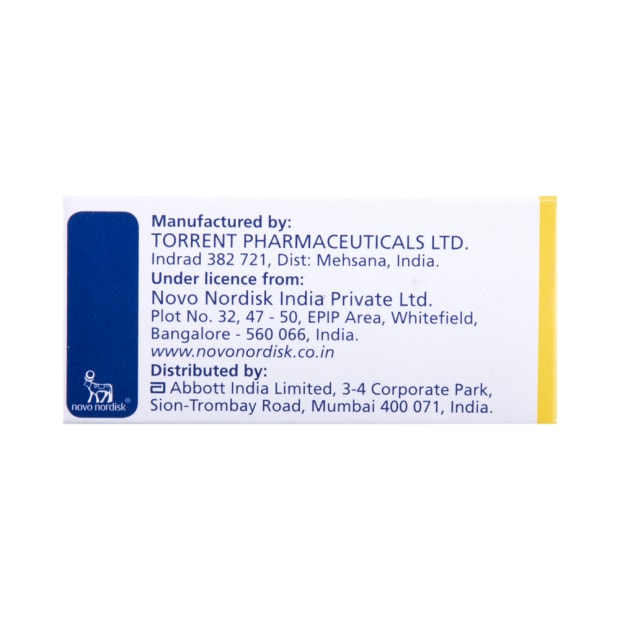 Manufactured by:
TORRENT PHARMACEUTICALS LTD.
Indrad 382 721, Dist: Mehsana, India.
Under licence from:
Novo Nordisk India Private Ltd.
Plot No. 32, 47 - 50, EPIP Area, Whitefield,
Bangalore - 560 066, India.
www.novonordisk.co.in
Distributed by:
Abbott India Limited, 3-4 Corporate Park,
Sion-Trombay Road, Mumbai 400 071, India.
novo nordisk®